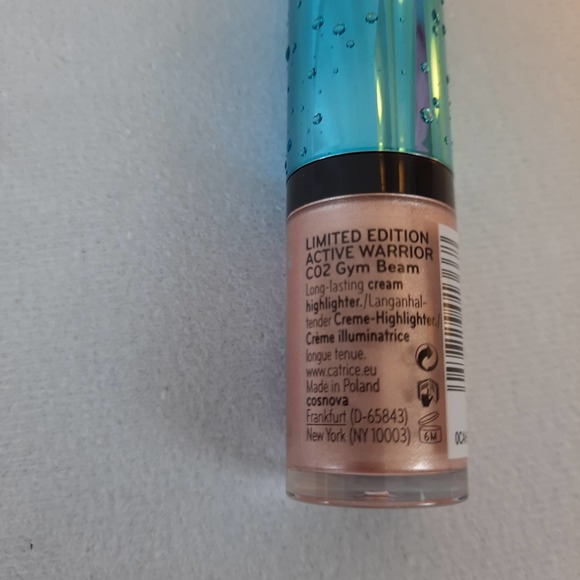 LIMITED EDITION
ACTIVE WARRIOR
C02 Gym Beam
Long-lasting cream
highlighter./Langanhal-
tender Creme-Highlighter./
Crème illuminatrice
longue tenue.
www.catrice.eu
Made in Poland
cosnova
Frankfurt (D-65843)
New York (NY 10003)
6M